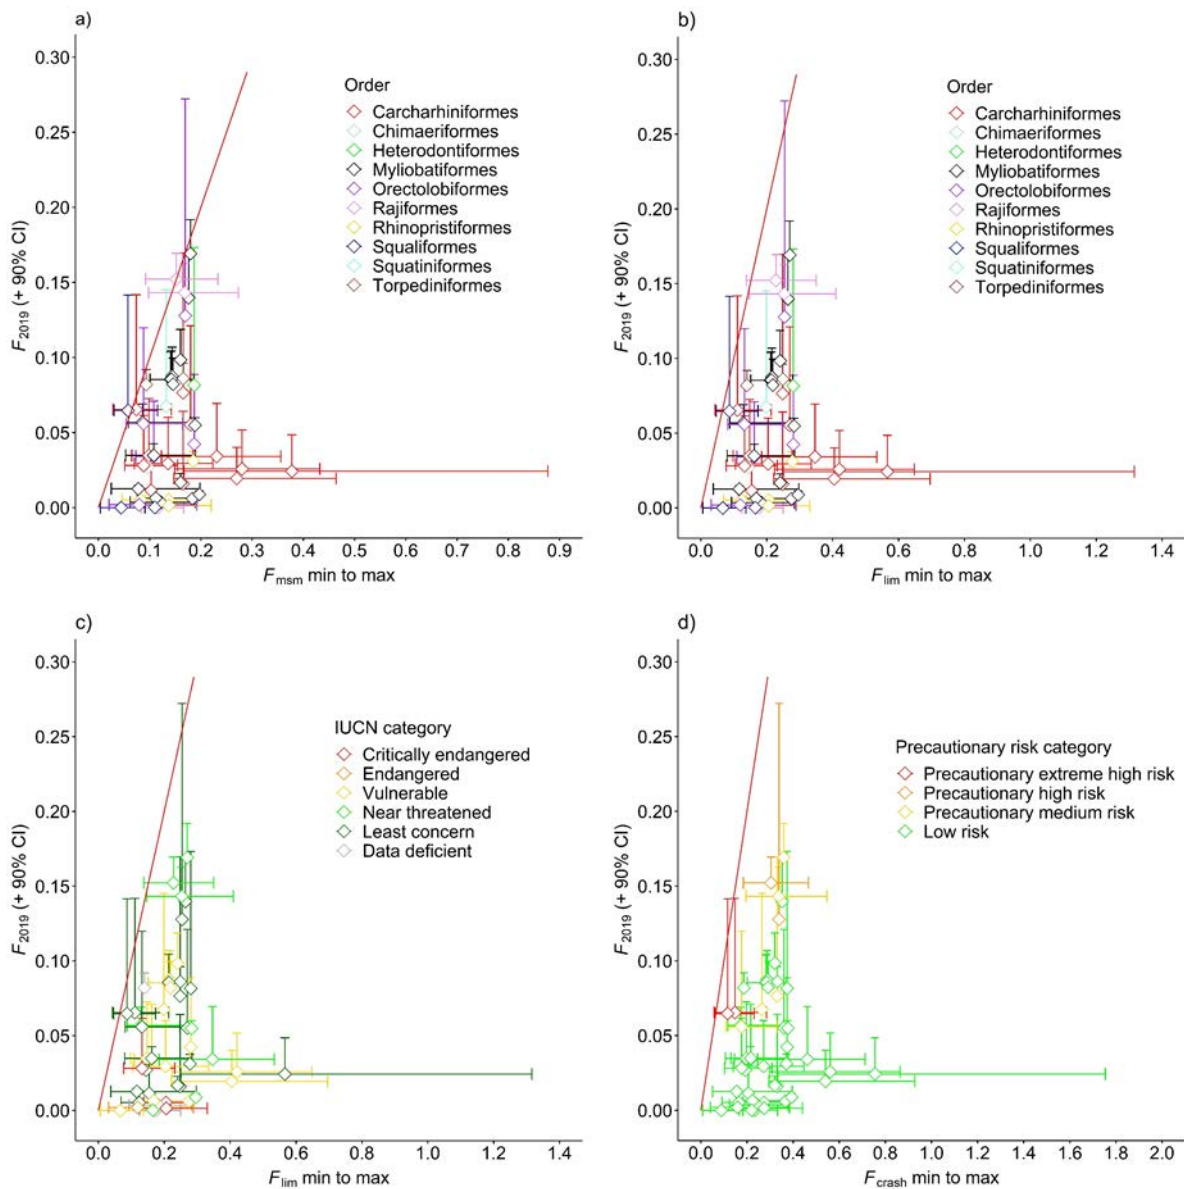 a)
0.30
0.25
0.20
0.15
0.10
0.05
0.00
F2019 (+ 90% CI)
Order
Carcharhiniformes
Chimaeriformes
Heterodontiformes
Myliobatiformes
Orectolobiformes
Rajiformes
Rhinopristiformes
Squaliformes
Squatiniformes
Torpediniformes
0.0 0.1 0.2 0.3 0.4 0.5 0.6 0.7 0.8 0.9
Fmsm min to max
b)
0.30
0.25
0.20
0.15
0.10
0.05
0.00
F2019 (+ 90% CI)
Order
Carcharhiniformes
Chimaeriformes
Heterodontiformes
Myliobatiformes
Orectolobiformes
Rajiformes
Rhinopristiformes
Squaliformes
Squatiniformes
Torpediniformes
0.0 0.2 0.4 0.6 0.8 1.0 1.2 1.4
Flim min to max
c)
0.30
0.25
0.20
0.15
0.10
0.05
0.00
F2019 (+ 90% CI)
IUCN category
Critically endangered
Endangered
Vulnerable
Near threatened
Least concern
Data deficient
0.0 0.2 0.4 0.6 0.8 1.0 1.2 1.4
Flim min to max
d)
0.30
0.25
0.20
0.15
0.10
0.05
0.00
F2019 (+ 90% CI)
Precautionary risk category
Precautionary extreme high risk
Precautionary high risk
Precautionary medium risk
Low risk
0.0 0.2 0.4 0.6 0.8 1.0 1.2 1.4 1.6 1.8 2.0
Fcrash min to max